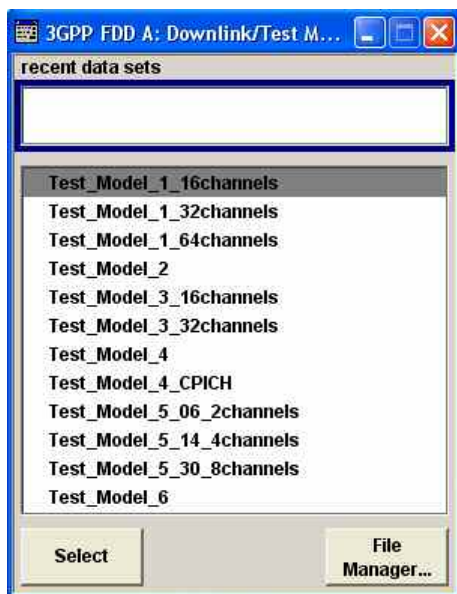 3GPP FDD A: Downlink/Test M...
recent data sets
Test_Model_1_16channels
Test_Model_1_32channels
Test_Model_1_64channels
Test_Model_2
Test_Model_3_16channels
Test_Model_3_32channels
Test_Model_4
Test_Model_4_CPICH
Test_Model_5_06_2channels
Test_Model_5_14_4channels
Test_Model_5_30_8channels
Test_Model_6
Select
File
Manager...